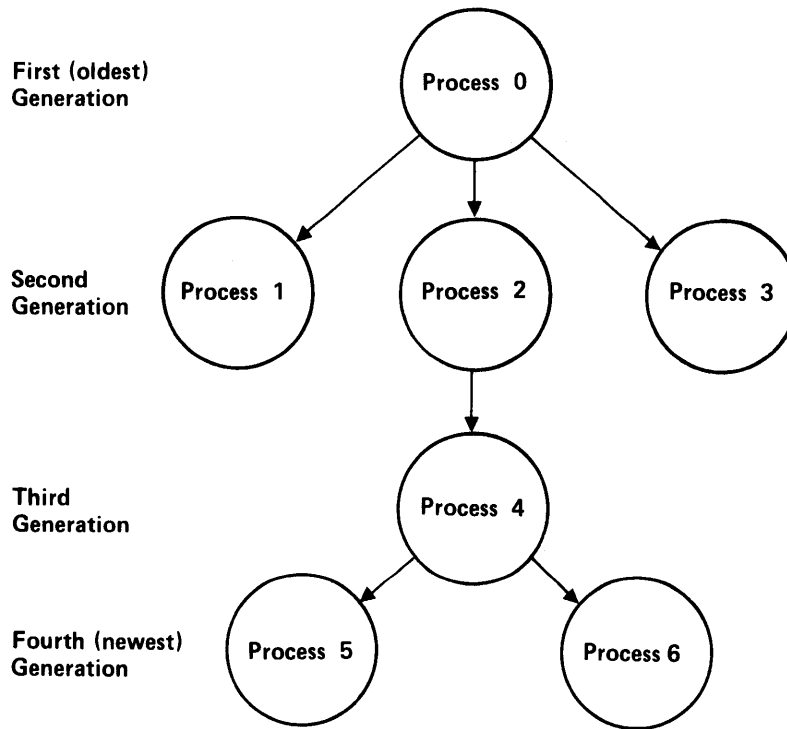 First (oldest)
Generation
Process 0
Second
Generation
Process 1
Process 2
Process 3
Third
Generation
Process 4
Fourth (newest)
Generation
Process 5
Process 6